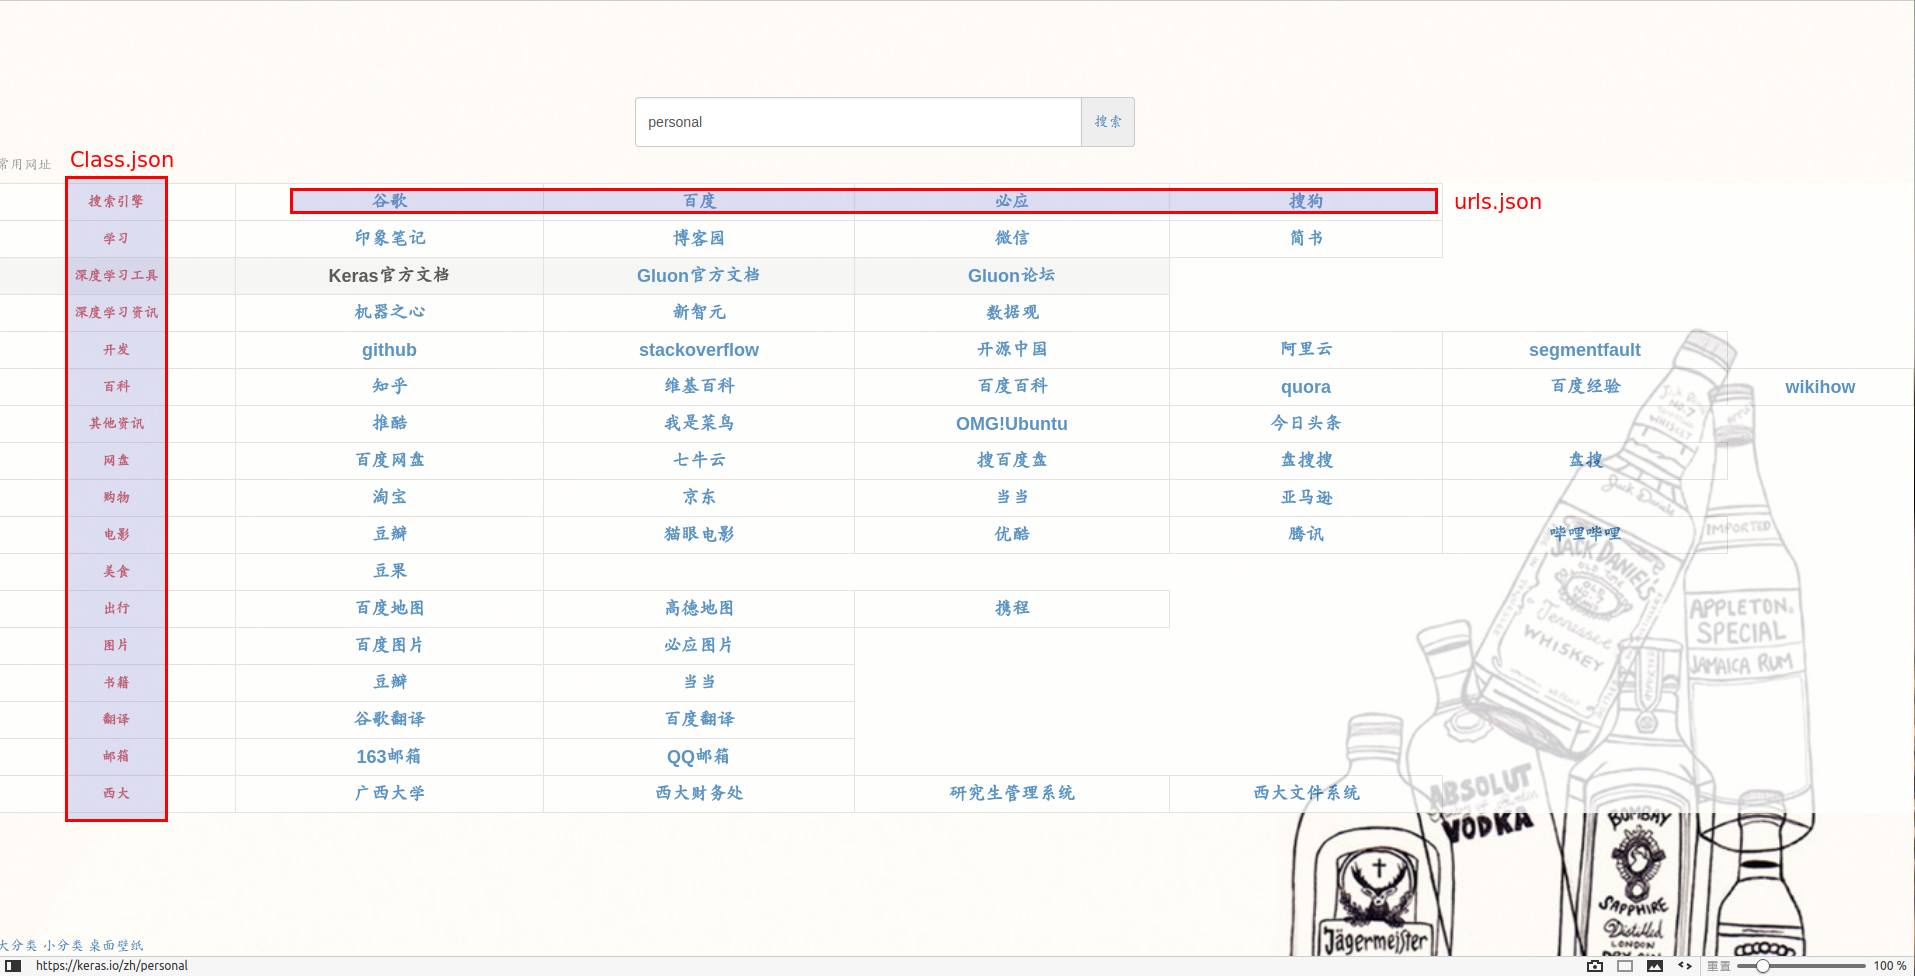 personal 搜索
常用网址 Class.json
搜索引擎 谷歌 百度 必应 搜狗 urls.json
学习 印象笔记 博客园 微信 简书
深度学习工具 Keras官方文档 Gluon官方文档 Gluon论坛
深度学习资讯 机器之心 新智元 数据观
开发 github stackoverflow 开源中国 阿里云 segmentfault
百科 知乎 维基百科 百度百科 quora 百度经验 wikihow
其他资讯 推酷 我是菜鸟 OMG!Ubuntu 今日头条
网盘 百度网盘 七牛云 搜百度盘 盘搜搜 盘搜
购物 淘宝 京东 当当 亚马逊
电影 豆瓣 猫眼电影 优酷 腾讯 哔哩哔哩
美食 豆果
出行 百度地图 高德地图 携程
图片 百度图片 必应图片
书籍 豆瓣 当当
翻译 谷歌翻译 百度翻译
邮箱 163邮箱 QQ邮箱
西大 广西大学 西大财务处 研究生管理系统 西大文件系统
Jack Daniels
IMPORTED
JACK DANIEL'S
OLD TIME
OLD NO.7
Tennessee
WHISKEY
APPLETON
SPECIAL
JAMAICA RUM
ABSOLUT
VODKA
BOMBAY
SAPPHIRE
Distilled
LONDON
DRY GIN
Jägermeister
大分类 小分类 桌面壁纸
https://keras.io/zh/personal 重置 100 %